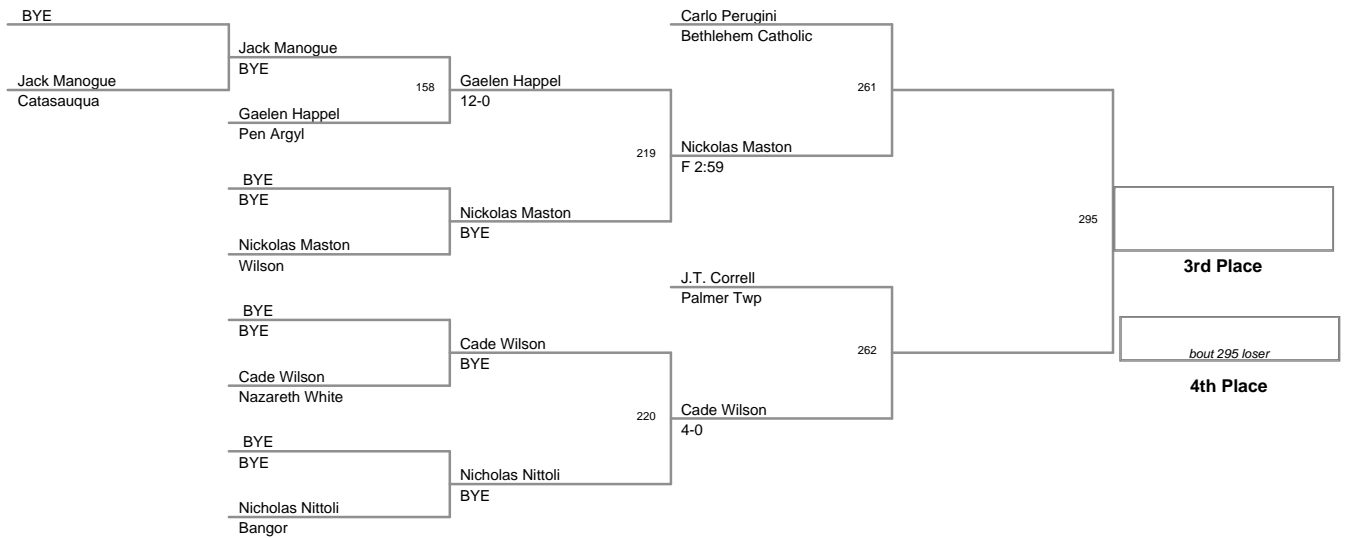 BYE
Jack Manogue
Catasauqua
Jack Manogue
BYE
Gaelen Happel
Pen Argyl
158
BYE
BYE
Nickolas Maston
Wilson
BYE
BYE
Cade Wilson
Nazareth White
BYE
BYE
Nicholas Nittoli
Bangor
Gaelen Happel
12-0
Nickolas Maston
BYE
219
Cade Wilson
BYE
Nicholas Nittoli
BYE
220
Carlo Perugini
Bethlehem Catholic
Nickolas Maston
F 2:59
261
J.T. Correll
Palmer Twp
Cade Wilson
4-0
262
295
3rd Place
bout 295 loser
4th Place